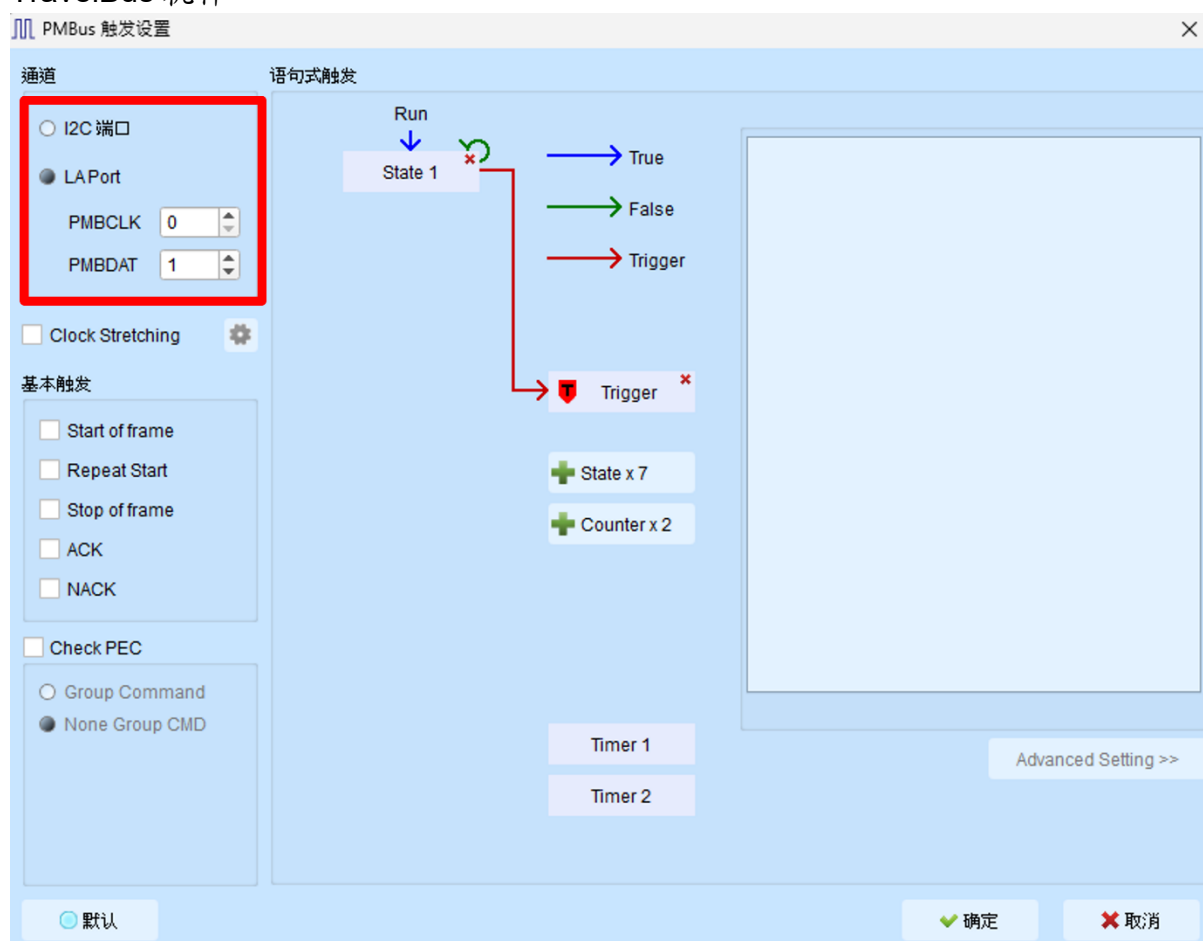 PMBus 触发设置
通道
I2C 端口
LA Port
PMBCLK 0
PMBDAT 1
Clock Stretching
基本触发
Start of frame
Repeat Start
Stop of frame
ACK
NACK
Check PEC
Group Command
None Group CMD
语句式触发
Run
State 1
True
False
Trigger
T Trigger
State x 7
Counter x 2
Timer 1
Timer 2
Advanced Setting >>
默认
确定
取消